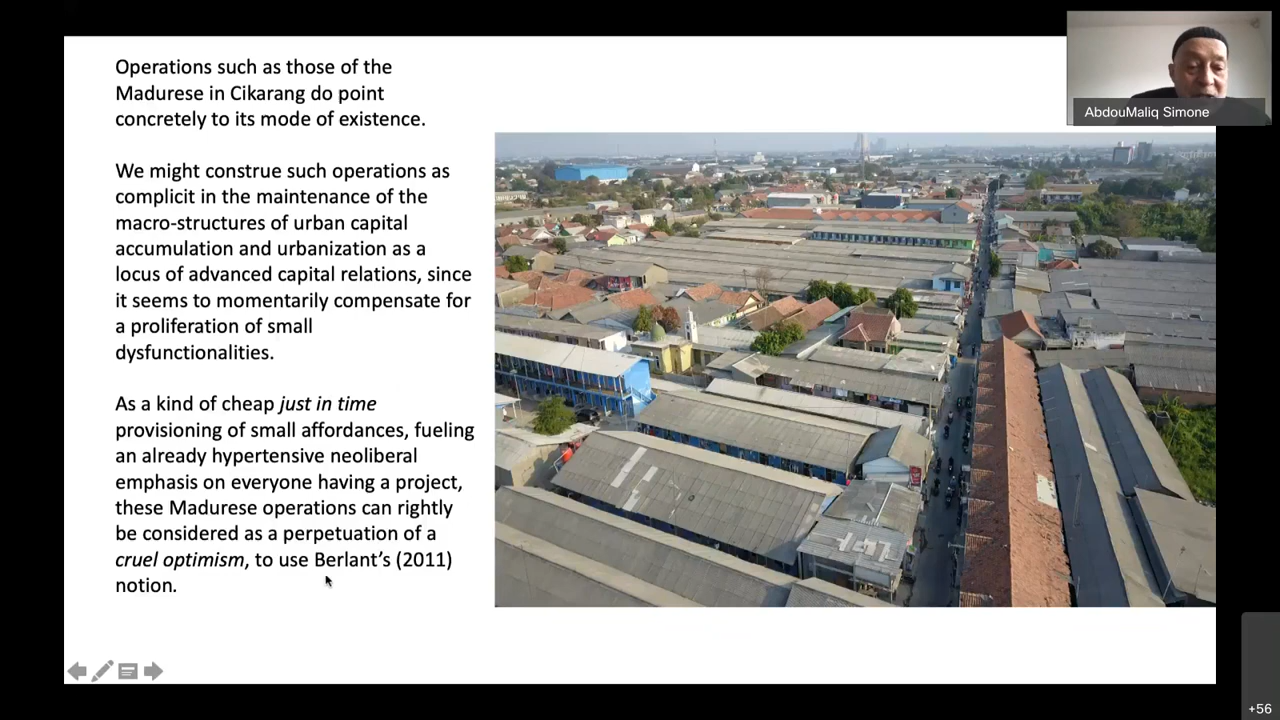 Operations such as those of the
Madurese in Cikarang do point
concretely to its mode of existence.
We might construe such operations as
complicit in the maintenance of the
macro-structures of urban capital
accumulation and urbanization as a
locus of advanced capital relations, since
it seems to momentarily compensate for
a proliferation of small
dysfunctionalities.
As a kind of cheap just in time
provisioning of small affordances, fueling
an already hypertensive neoliberal
emphasis on everyone having a project,
these Madurese operations can rightly
be considered as a perpetuation of a
cruel optimism, to use Berlant’s (2011)
notion.
AbdouMaliq Simone
+56